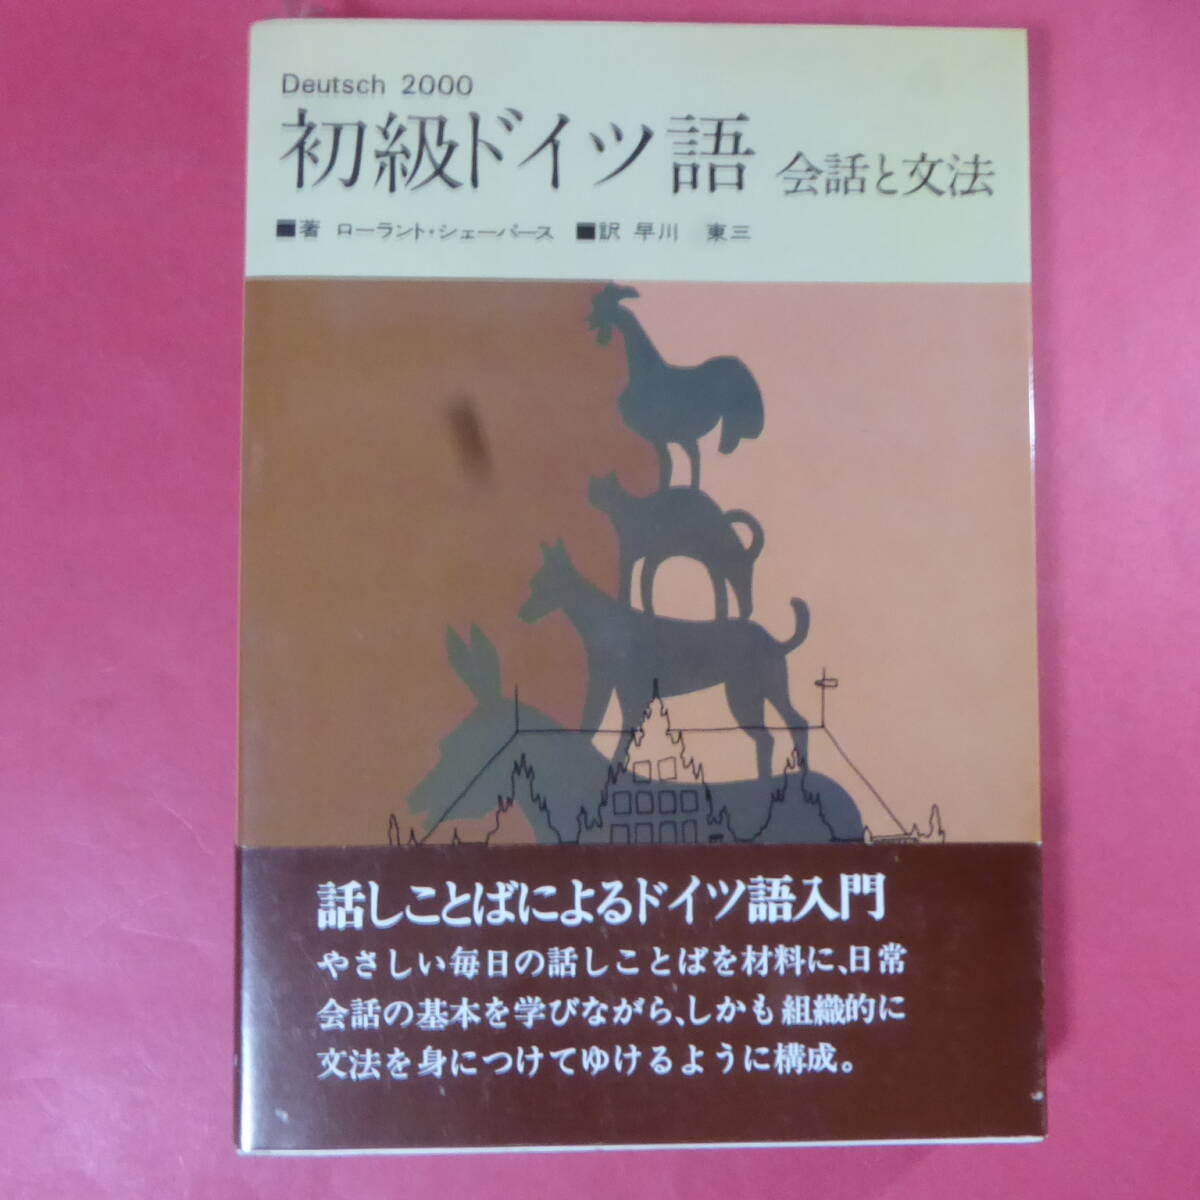 Deutsch 2000
初級ドイツ語 会話と文法
■著 ローラント・シェーパース ■訳 早川 東三
話しことばによるドイツ語入門
やさしい毎日の話しことばを材料に、日常
会話の基本を学びながら、しかも組織的に
文法を身につけてゆけるように構成。